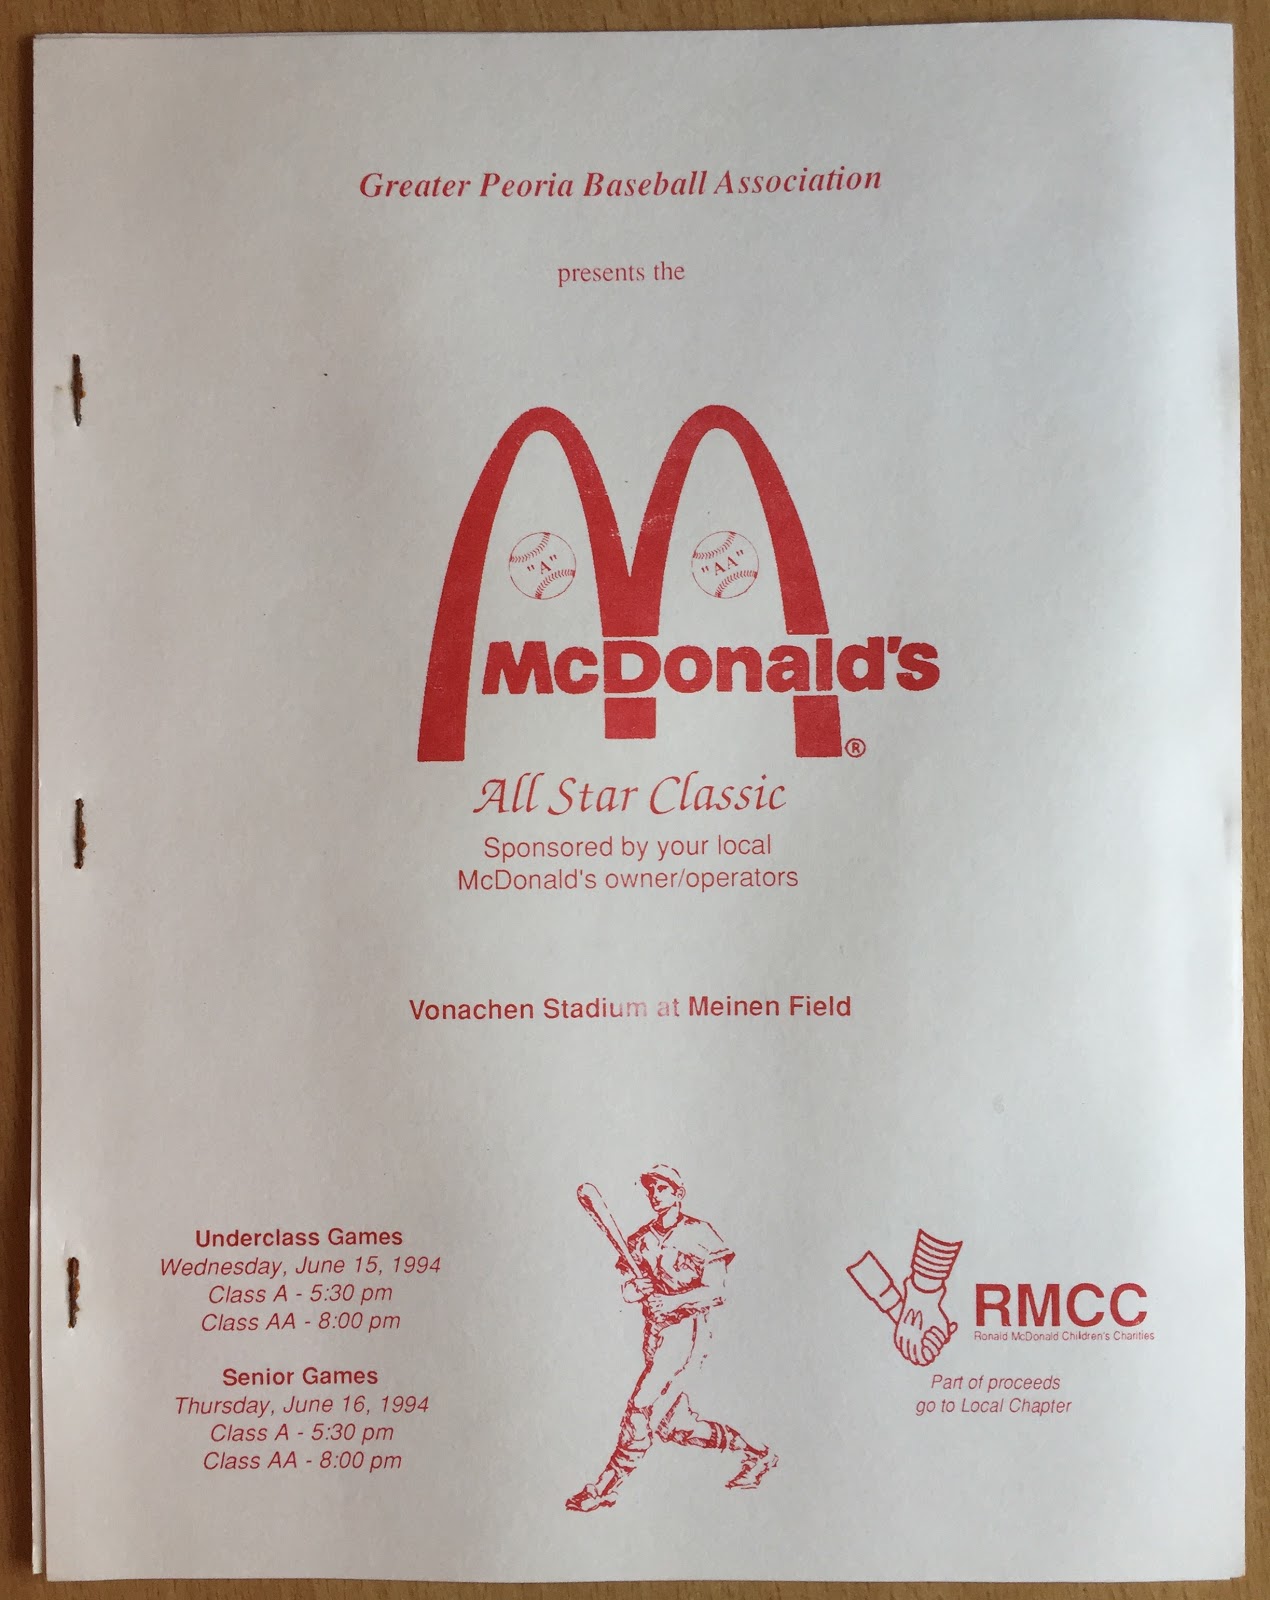 Greater Peoria Baseball Association
presents the
"A" "AA"
McDonald's
®
All Star Classic
Sponsored by your local
McDonald's owner/operators
Vonachen Stadium at Meinen Field
Underclass Games
Wednesday, June 15, 1994
Class A - 5:30 pm
Class AA - 8:00 pm
Senior Games
Thursday, June 16, 1994
Class A - 5:30 pm
Class AA - 8:00 pm
RMCC
Ronald McDonald Children's Charities
Part of proceeds
go to Local Chapter